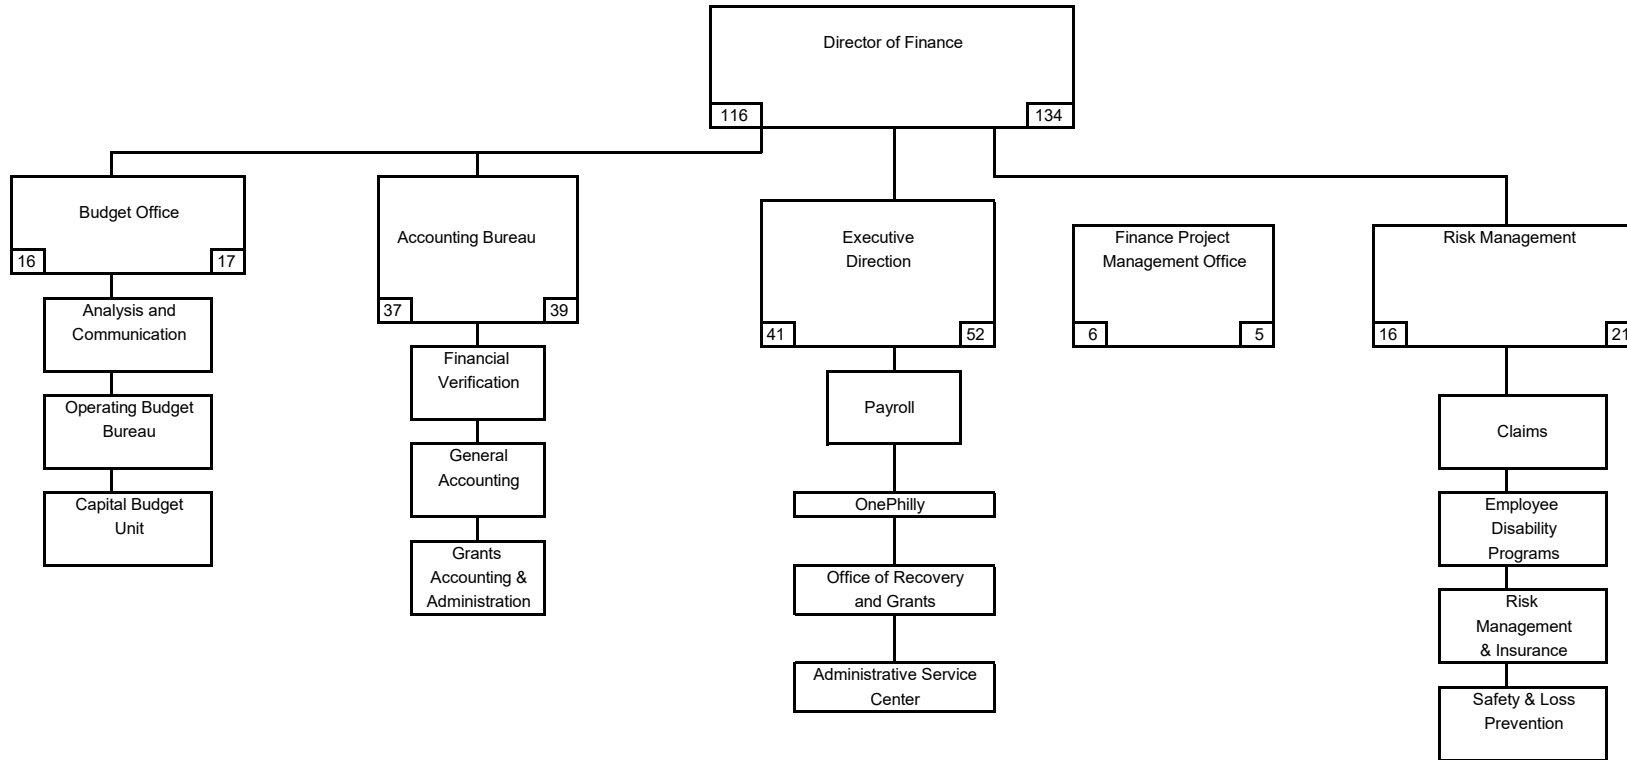 Director of Finance
116
134
Budget Office
16
17
Analysis and
Communication
Operating Budget
Bureau
Capital Budget
Unit
Accounting Bureau
37
39
Financial
Verification
General
Accounting
Grants
Accounting &
Administration
Executive
Direction
41
52
Payroll
OnePhilly
Office of Recovery
and Grants
Administrative Service
Center
Finance Project
Management Office
6
5
Risk Management
16
21
Claims
Employee
Disability
Programs
Risk
Management
& Insurance
Safety & Loss
Prevention